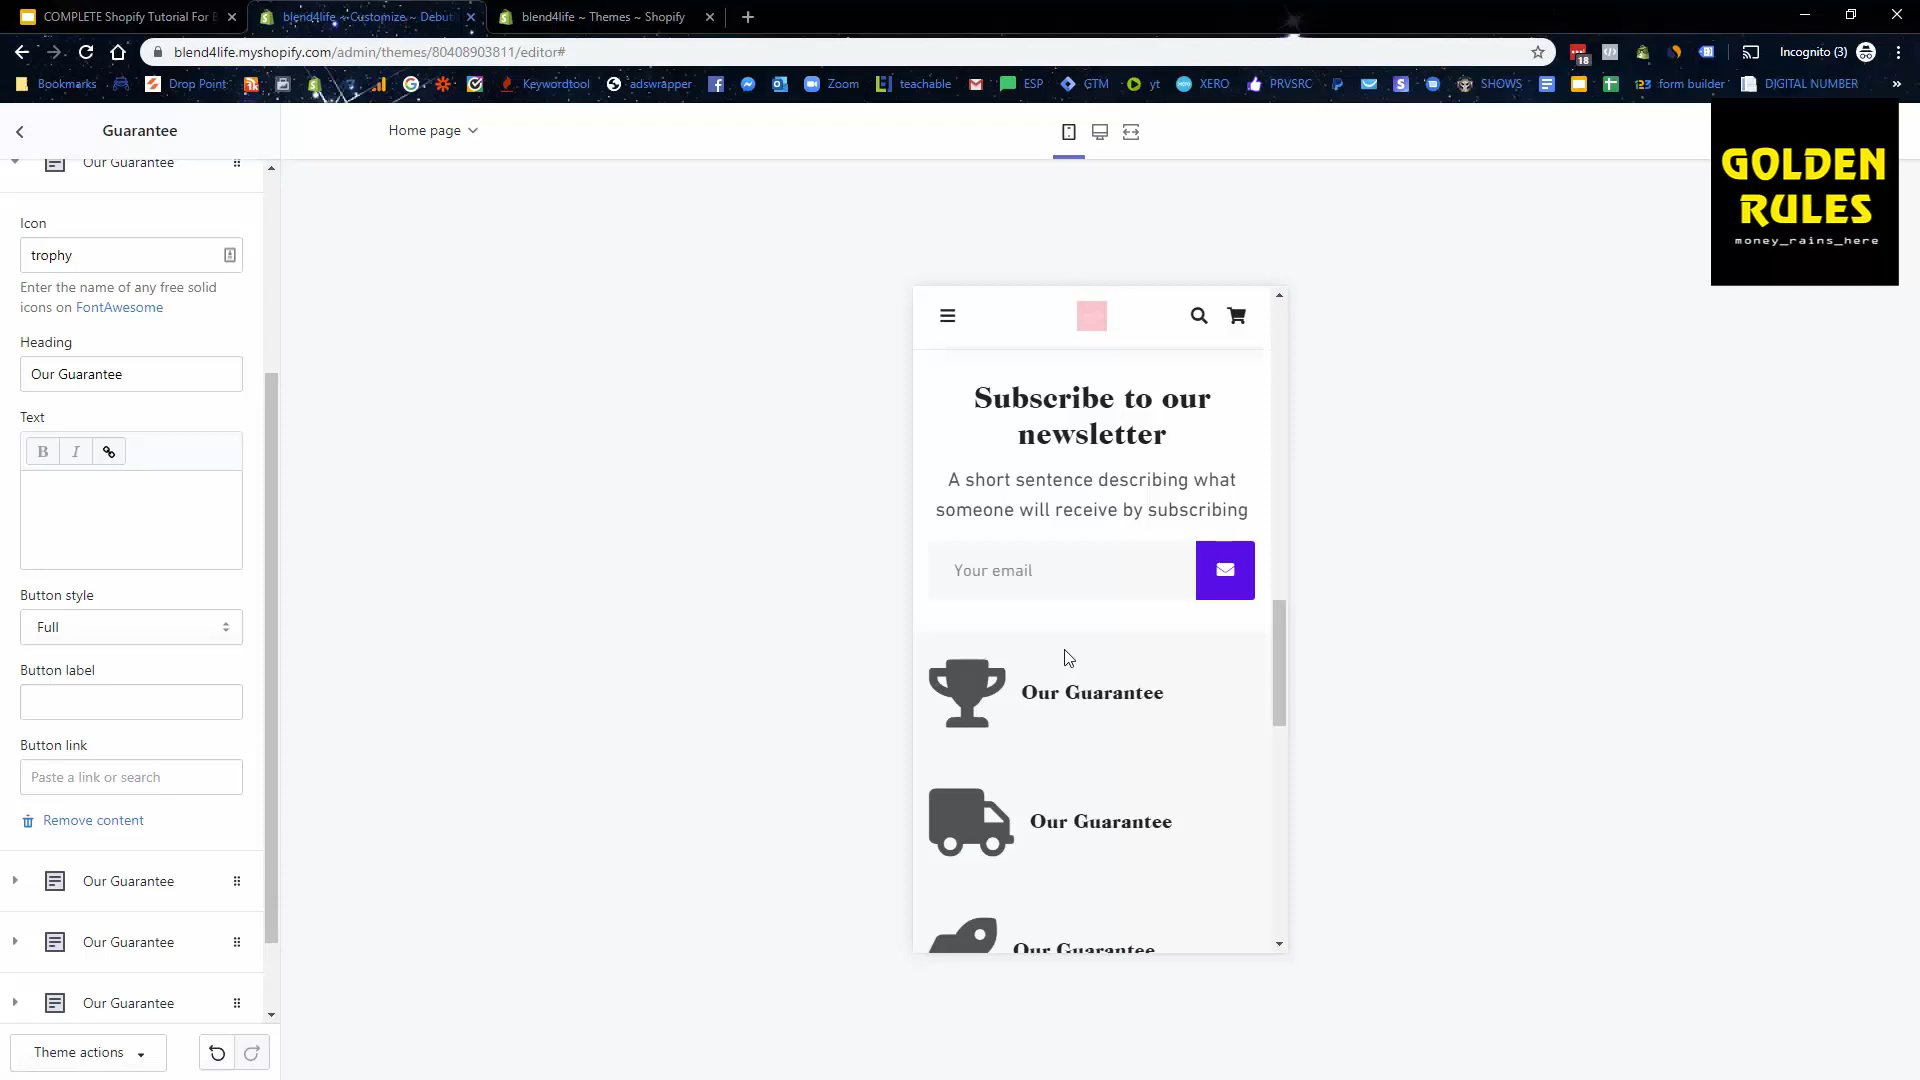 COMPLETE Shopify Tutorial For B
blend4life ~ Customize ~ Debut
blend4life ~ Themes ~ Shopify
blend4life.myshopify.com/admin/themes/80408903811/editor#
18
Incognito (3)
Bookmarks
Drop Point
Keywordtool
adswrapper
Zoom
teachable
ESP
GTM
yt
XERO
PRVSRC
SHOWS
123 form builder
DIGITAL NUMBER
Guarantee
Home page
GOLDEN
RULES
money_rains_here
Our Guarantee
Icon
trophy
Enter the name of any free solid
icons on FontAwesome
Heading
Our Guarantee
Text
B I
Button style
Full
Button label
Button link
Paste a link or search
Remove content
Our Guarantee
Our Guarantee
Our Guarantee
Theme actions
Subscribe to our
newsletter
A short sentence describing what
someone will receive by subscribing
Your email
Our Guarantee
Our Guarantee
Our Guarantee